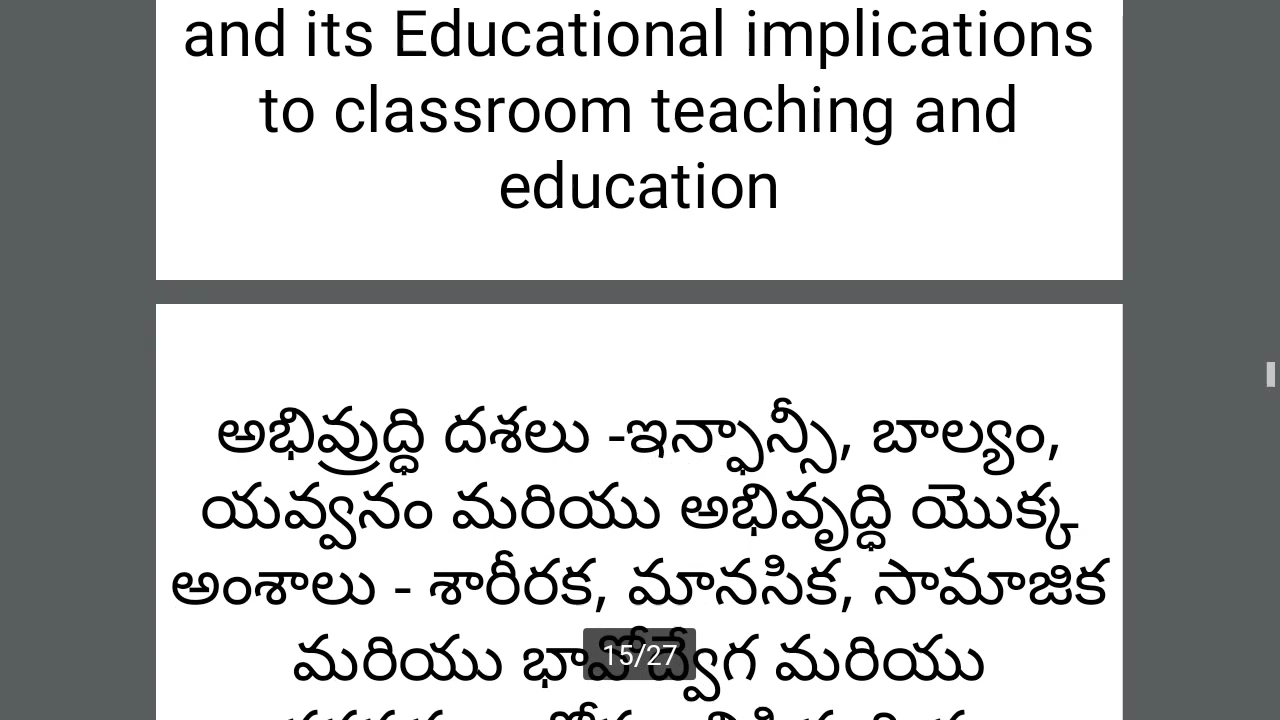 and its Educational implications
to classroom teaching and
education
అభివ్రుద్ధి దశలు -ఇన్ఫాన్సీ, బాల్యం,
యవ్వనం మరియు అభివృద్ధి యొక్క
అంశాలు - శారీరక, మానసిక, సామాజిక
మరియు భావోద్వేగ మరియు
15/27